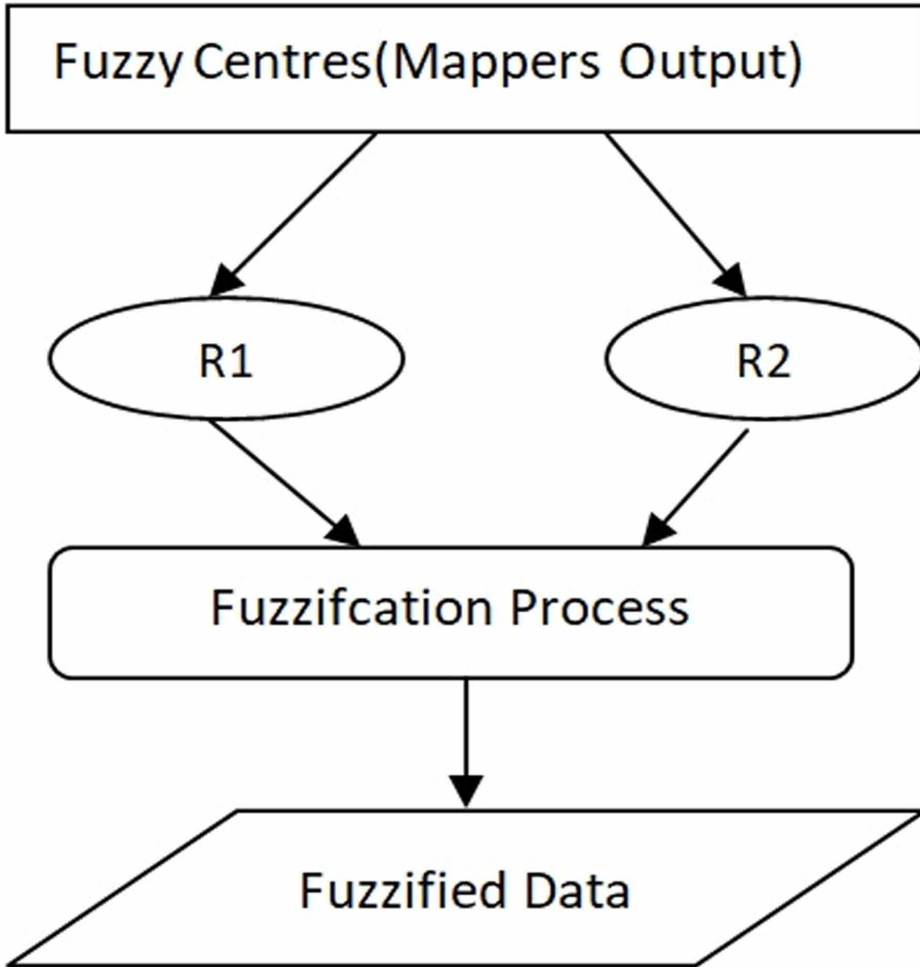 Fuzzy Centres(Mappers Output)
R1
R2
Fuzzifcation Process
Fuzzified Data